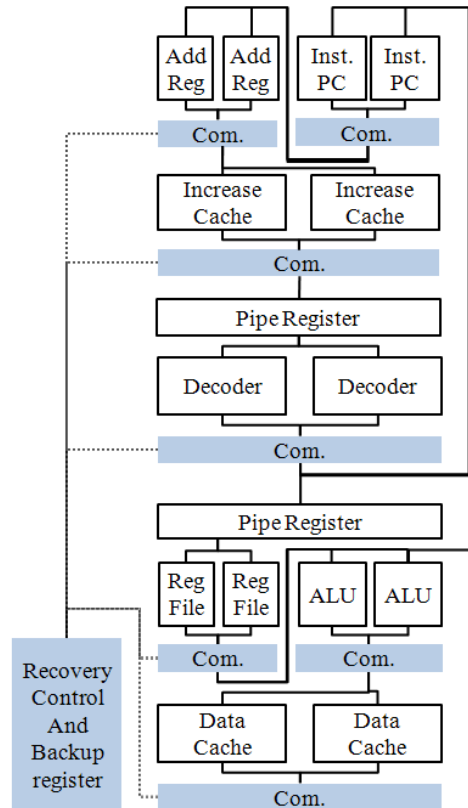 Add
Reg
Add
Reg
Inst.
PC
Inst.
PC
Com.
Com.
Increase
Cache
Increase
Cache
Com.
Pipe Register
Decoder
Decoder
Com.
Pipe Register
Reg
File
Reg
File
ALU
ALU
Com.
Com.
Recovery
Control
And
Backup
register
Data
Cache
Data
Cache
Com.